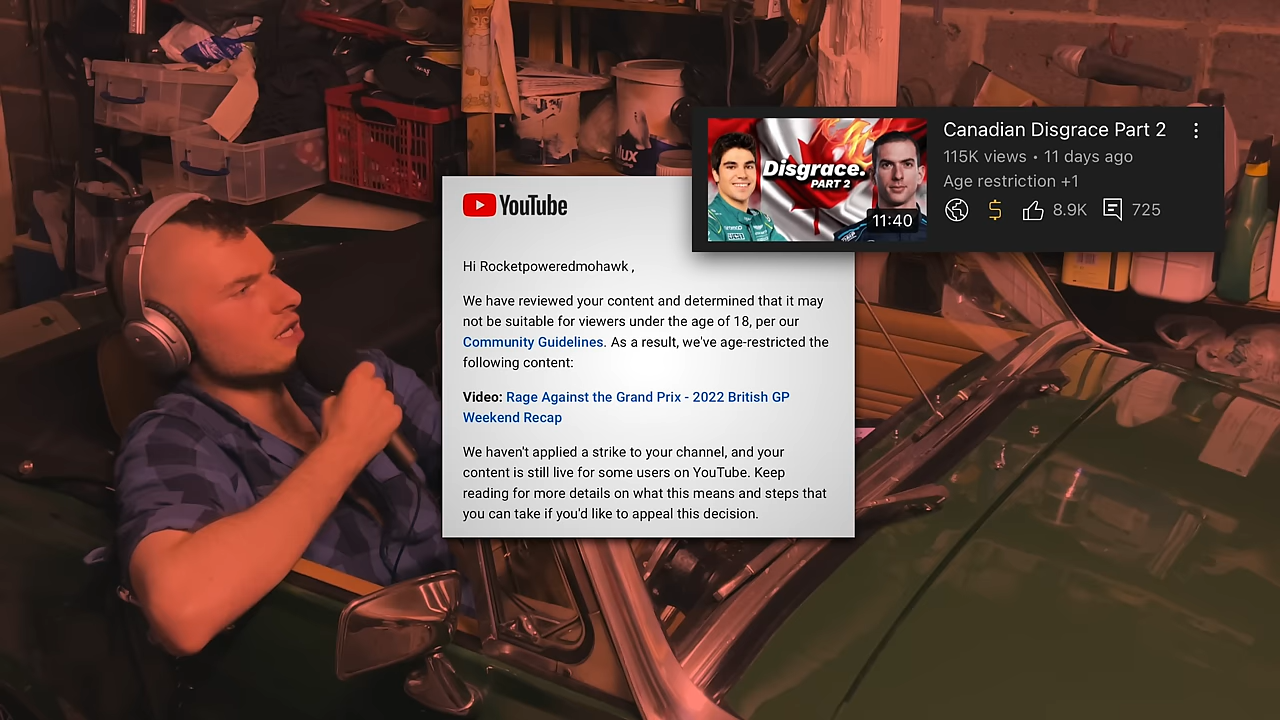 YouTube
Hi Rocketpoweredmohawk ,
We have reviewed your content and determined that it may
not be suitable for viewers under the age of 18, per our
Community Guidelines. As a result, we've age-restricted the
following content:
Video: Rage Against the Grand Prix - 2022 British GP
Weekend Recap
We haven't applied a strike to your channel, and your
content is still live for some users on YouTube. Keep
reading for more details on what this means and steps that
you can take if you'd like to appeal this decision.
Disgrace.
PART 2
11:40
Canadian Disgrace Part 2
115K views • 11 days ago
Age restriction +1
8.9K
725
lux